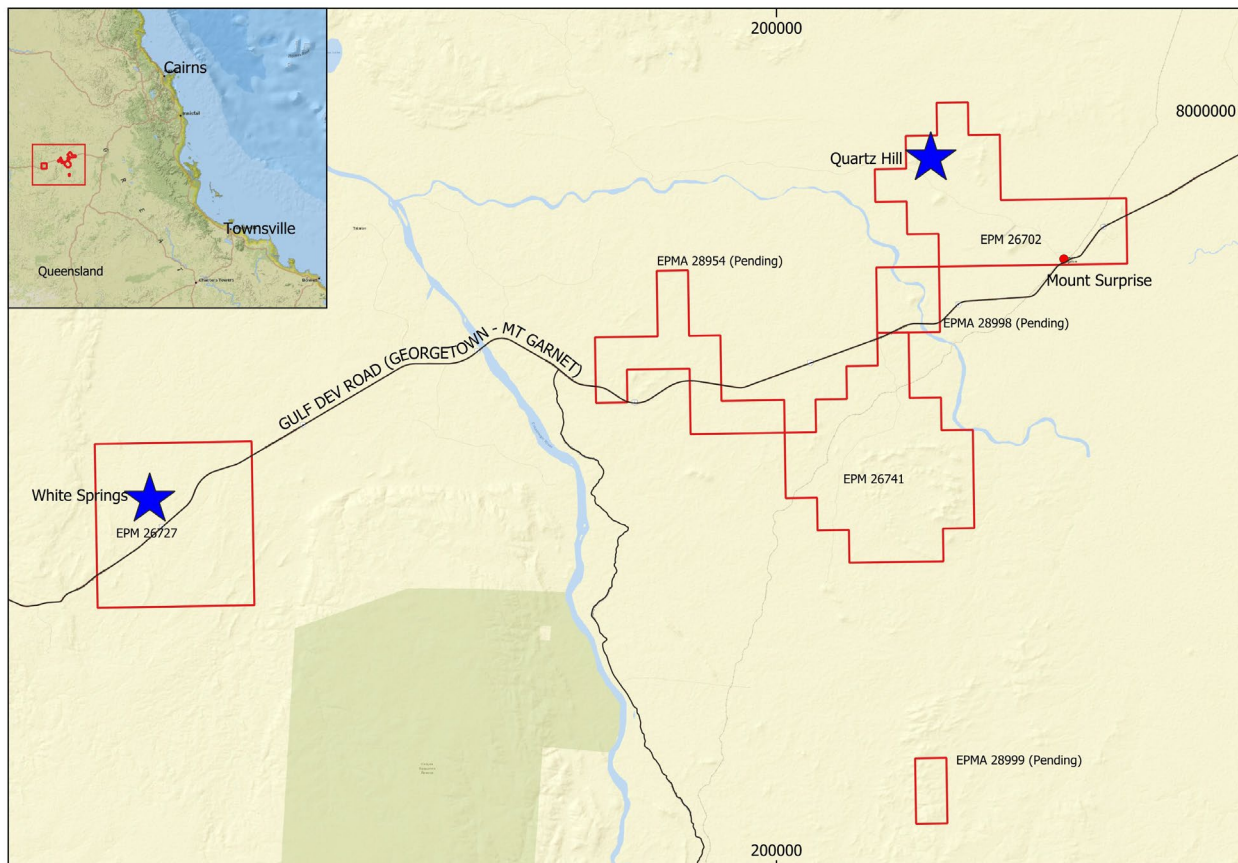 200000
Cairns
8000000
Innisfail
Quartz Hill
Townsville
EPM 26702
EPMA 28954 (Pending)
Queensland
Mount Surprise
EPMA 28998 (Pending)
GULF DEV ROAD (GEORGETOWN - MT GARNET)
EPM 26741
White Springs
EPM 26727
EPMA 28999 (Pending)
200000